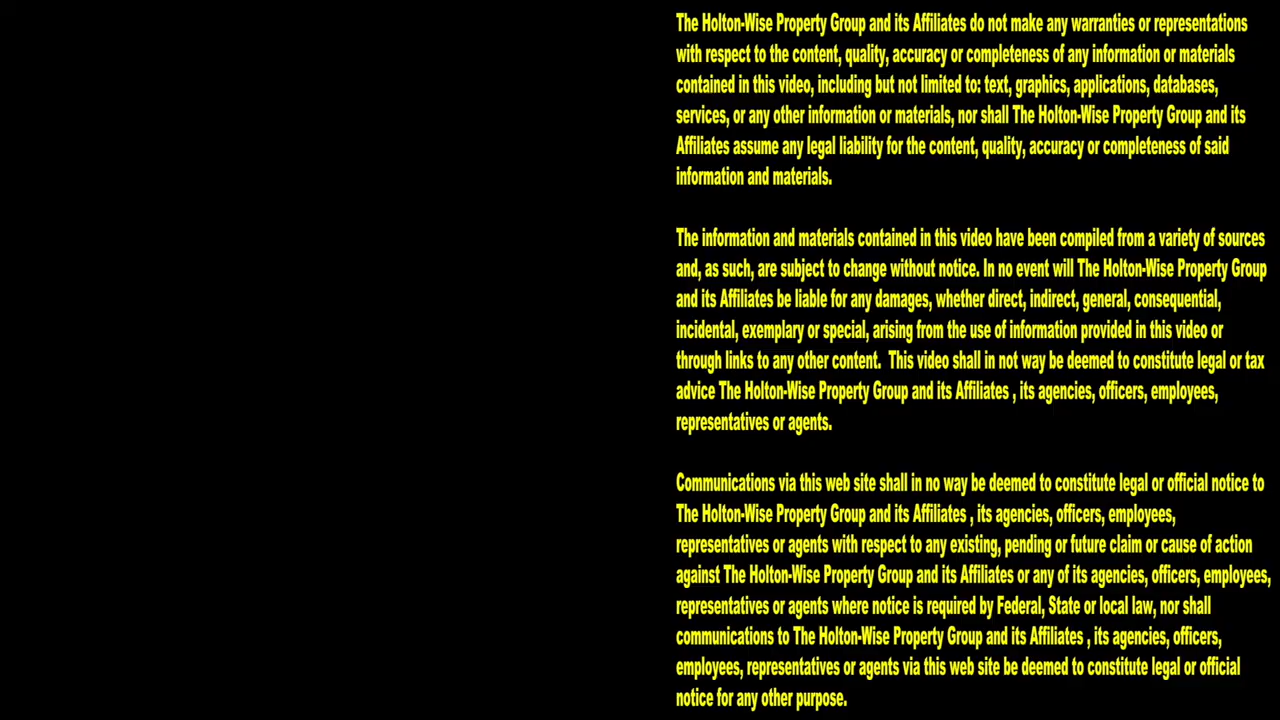 The Holton-Wise Property Group and its Affiliates do not make any warranties or representations
with respect to the content, quality, accuracy or completeness of any information or materials
contained in this video, including but not limited to: text, graphics, applications, databases,
services, or any other information or materials, nor shall The Holton-Wise Property Group and its
Affiliates assume any legal liability for the content, quality, accuracy or completeness of said
information and materials.
The information and materials contained in this video have been compiled from a variety of sources
and, as such, are subject to change without notice. In no event will The Holton-Wise Property Group
and its Affiliates be liable for any damages, whether direct, indirect, general, consequential,
incidental, exemplary or special, arising from the use of information provided in this video or
through links to any other content.  This video shall in not way be deemed to constitute legal or tax
advice The Holton-Wise Property Group and its Affiliates , its agencies, officers, employees,
representatives or agents.
Communications via this web site shall in no way be deemed to constitute legal or official notice to
The Holton-Wise Property Group and its Affiliates , its agencies, officers, employees,
representatives or agents with respect to any existing, pending or future claim or cause of action
against The Holton-Wise Property Group and its Affiliates or any of its agencies, officers, employees,
representatives or agents where notice is required by Federal, State or local law, nor shall
communications to The Holton-Wise Property Group and its Affiliates , its agencies, officers,
employees, representatives or agents via this web site be deemed to constitute legal or official
notice for any other purpose.